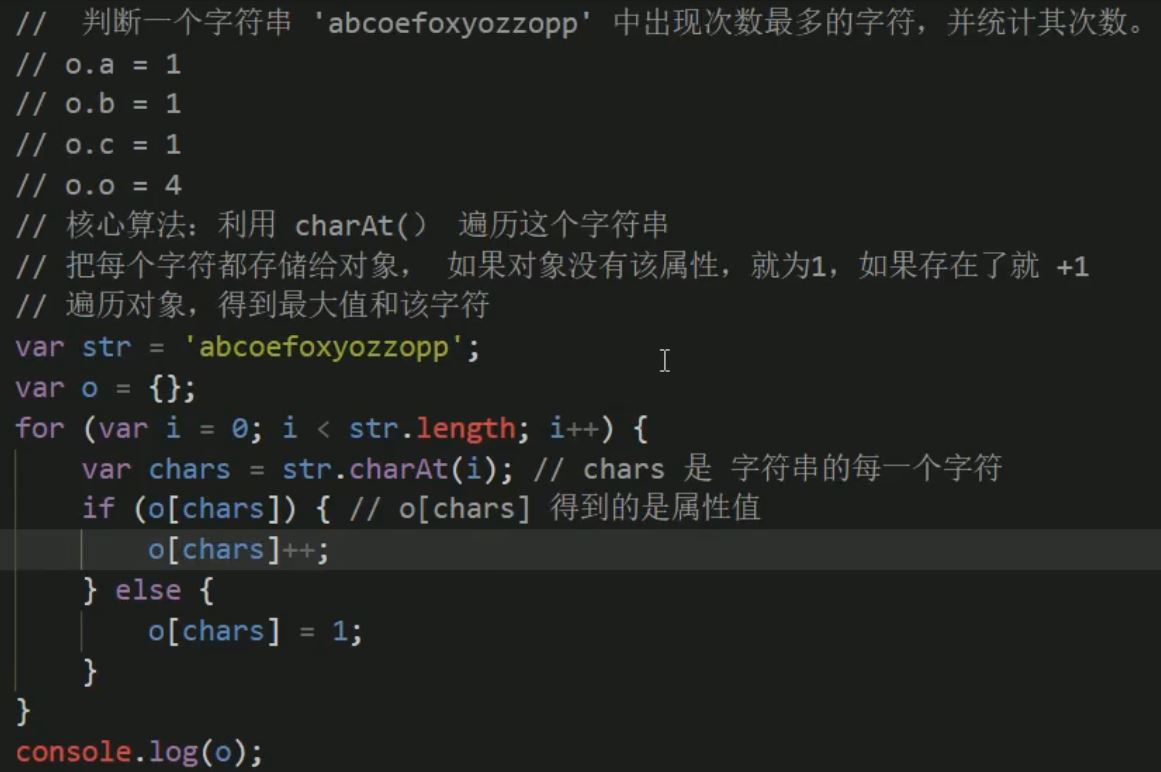 //  判断一个字符串 'abcoefoxyozzopp' 中出现次数最多的字符，并统计其次数。
// o.a = 1
// o.b = 1
// o.c = 1
// o.o = 4
// 核心算法：利用 charAt（） 遍历这个字符串
// 把每个字符都存储给对象， 如果对象没有该属性，就为1，如果存在了就 +1
// 遍历对象，得到最大值和该字符
var str = 'abcoefoxyozzopp';
var o = {};
for (var i = 0; i < str.length; i++) {
    var chars = str.charAt(i); // chars 是 字符串的每一个字符
    if (o[chars]) { // o[chars] 得到的是属性值
        o[chars]++;
    } else {
        o[chars] = 1;
    }
}
console.log(o);